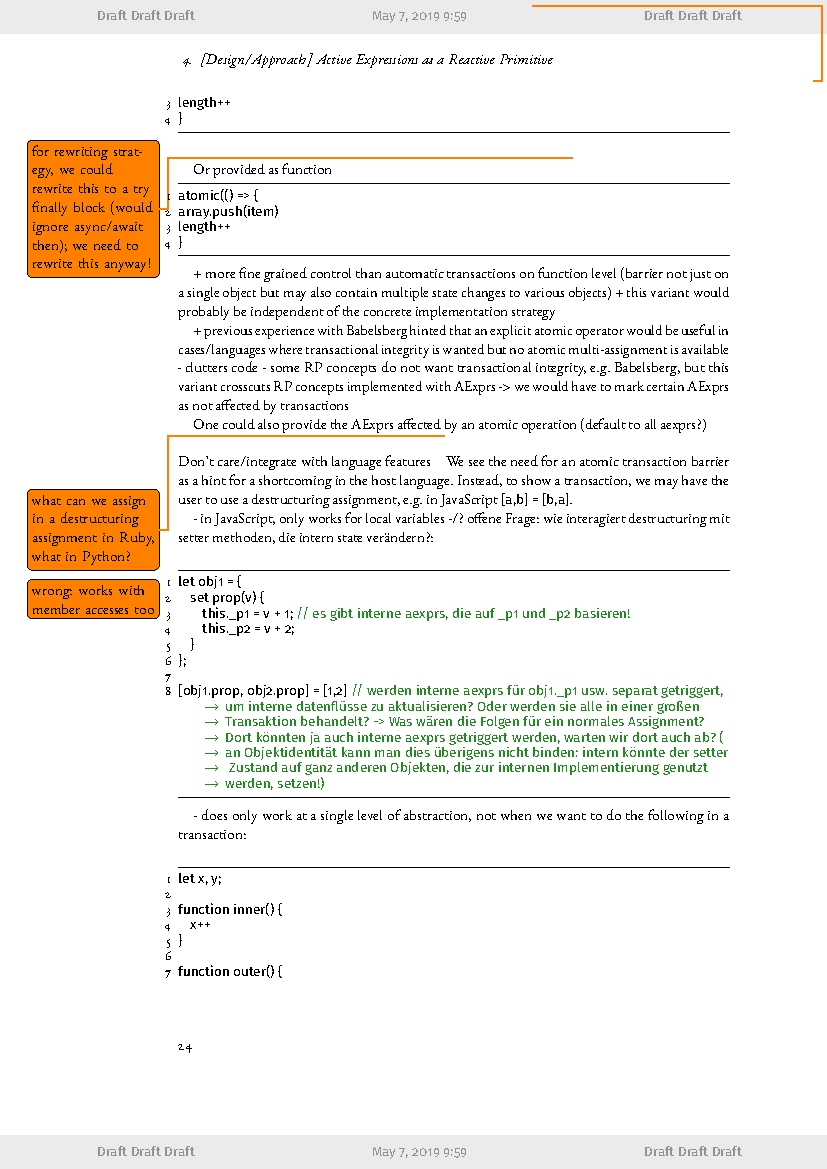 Draft Draft Draft May 7, 2019 9:59 Draft Draft Draft
4. [Design/Approach] Active Expressions as a Reactive Primitive
3 length++
4 }
for rewriting strat-
egy, we could
rewrite this to a try
finally block (would
ignore async/await
then); we need to
rewrite this anyway!
Or provided as function
1 atomic(() => {
2 array.push(item)
3 length++
4 }
+ more fine grained control than automatic transactions on function level (barrier not just on
a single object but may also contain multiple state changes to various objects) + this variant would
probably be independent of the concrete implementation strategy
+ previous experience with Babelsberg hinted that an explicit atomic operator would be useful in
cases/languages where transactional integrity is wanted but no atomic multi-assignment is available
- clutters code - some RP concepts do not want transactional integrity, e.g. Babelsberg, but this
variant crosscuts RP concepts implemented with AExprs -> we would have to mark certain AExprs
as not affected by transactions
One could also provide the AExprs affected by an atomic operation (default to all aexprs?)
Don't care/integrate with language features We see the need for an atomic transaction barrier
as a hint for a shortcoming in the host language. Instead, to show a transaction, we may have the
user to use a destructuring assignment, e.g. in JavaScript [a,b] = [b,a].
what can we assign
in a destructuring
assignment in Ruby,
what in Python?
- in JavaScript, only works for local variables -/? offene Frage: wie interagiert destructuring mit
setter methoden, die intern state verändern?:
wrong: works with
member accesses too
1 let obj1 = {
2 set prop(v) {
3 this._p1 = v + 1; // es gibt interne aexprs, die auf _p1 und _p2 basieren!
4 this._p2 = v + 2;
5 }
6 };
7
8 [obj1.prop, obj2.prop] = [1,2] // werden interne aexprs für obj1._p1 usw. separat getriggert,
→ um interne datenflüsse zu aktualisieren? Oder werden sie alle in einer großen
→ Transaktion behandelt? -> Was wären die Folgen für ein normales Assignment?
→ Dort könnten ja auch interne aexprs getriggert werden, warten wir dort auch ab? (
→ an Objektidentität kann man dies überigens nicht binden: intern könnte der setter
→ Zustand auf ganz anderen Objekten, die zur internen Implementierung genutzt
→ werden, setzen!)
- does only work at a single level of abstraction, not when we want to do the following in a
transaction:
1 let x, y;
2
3 function inner() {
4 x++
5 }
6
7 function outer() {
24
Draft Draft Draft May 7, 2019 9:59 Draft Draft Draft